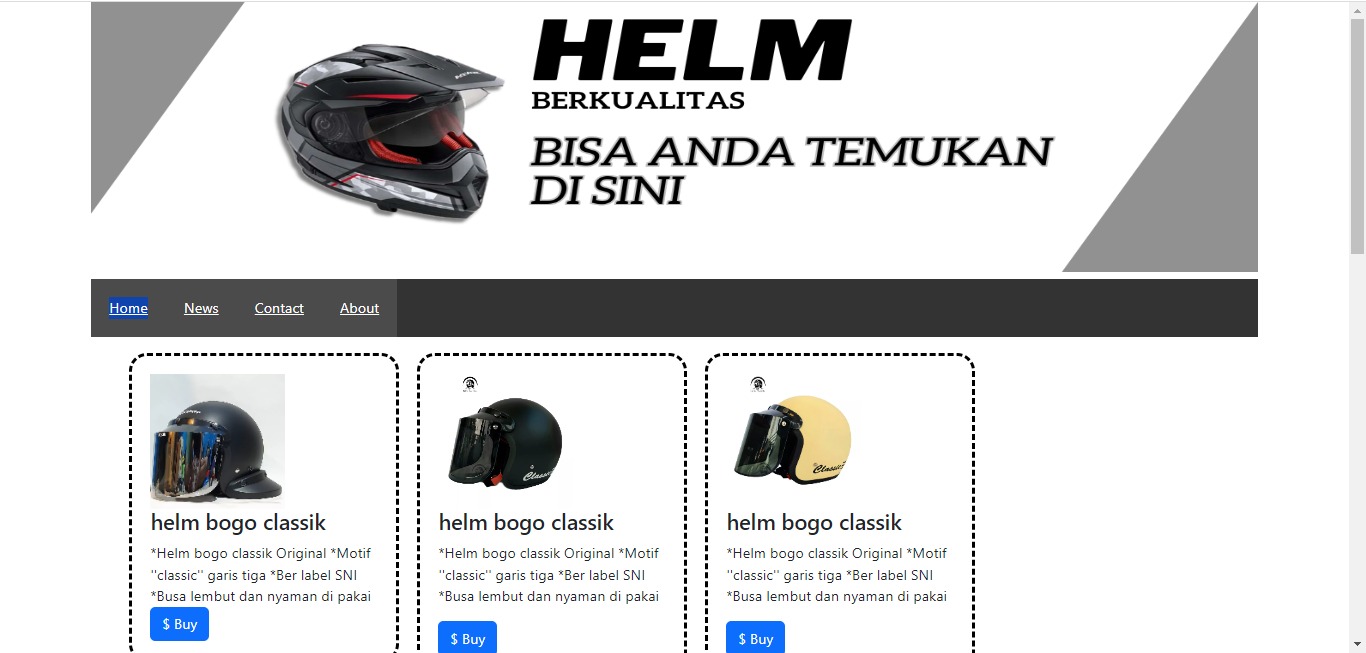 HELM
BERKUALITAS
BISA ANDA TEMUKAN
DI SINI
Home News Contact About
helm bogo classik
*Helm bogo classik Original *Motif
"classic" garis tiga *Ber label SNI
*Busa lembut dan nyaman di pakai
$ Buy
Classic
helm bogo classik
*Helm bogo classik Original *Motif
"classic" garis tiga *Ber label SNI
*Busa lembut dan nyaman di pakai
$ Buy
Classic
helm bogo classik
*Helm bogo classik Original *Motif
"classic" garis tiga *Ber label SNI
*Busa lembut dan nyaman di pakai
$ Buy